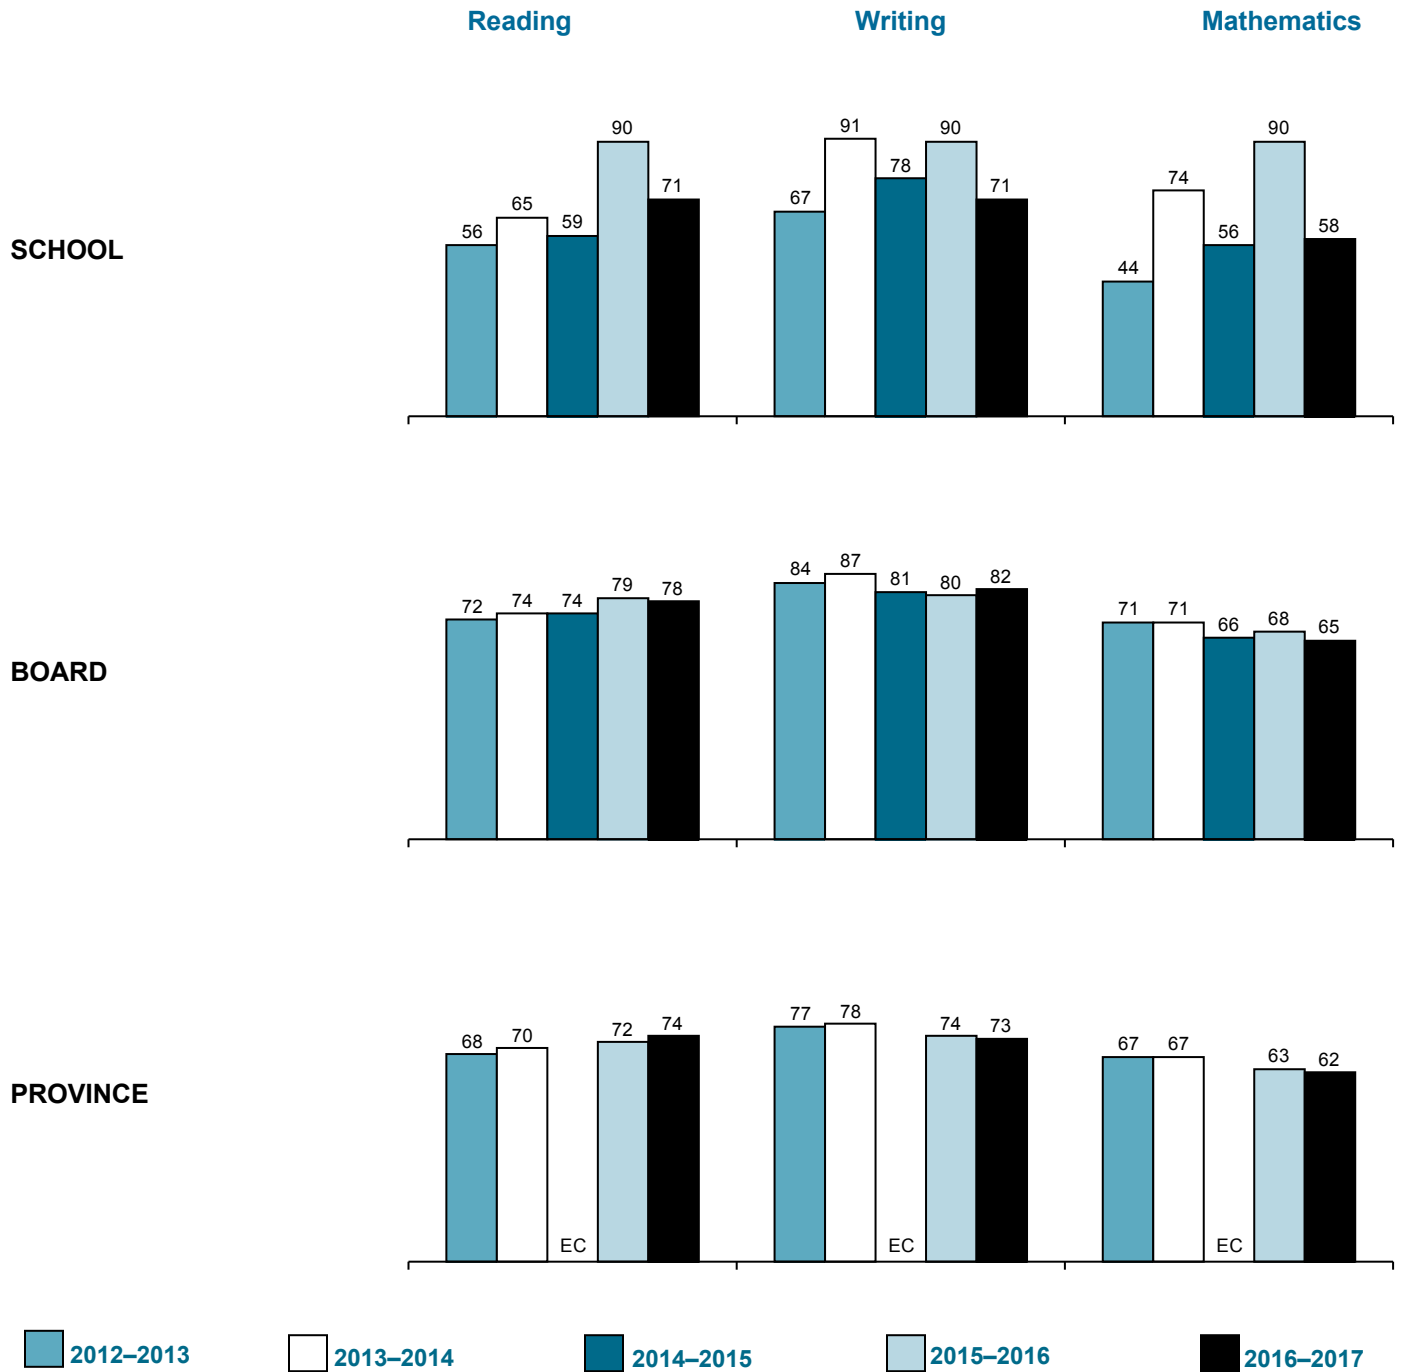 Reading Writing Mathematics
SCHOOL
56 65 59 90 71
67 91 78 90 71
44 74 56 90 58
BOARD
72 74 74 79 78
84 87 81 80 82
71 71 66 68 65
PROVINCE
68 70 EC 72 74
77 78 EC 74 73
67 67 EC 63 62
2012–2013 2013–2014 2014–2015 2015–2016 2016–2017